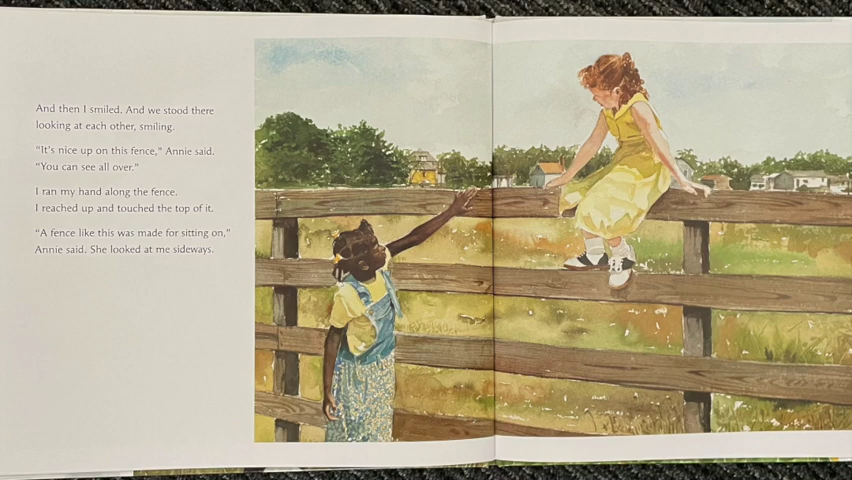 And then I smiled. And we stood there
looking at each other, smiling.
"It's nice up on this fence," Annie said.
"You can see all over."
I ran my hand along the fence.
I reached up and touched the top of it.
"A fence like this was made for sitting on,"
Annie said. She looked at me sideways.